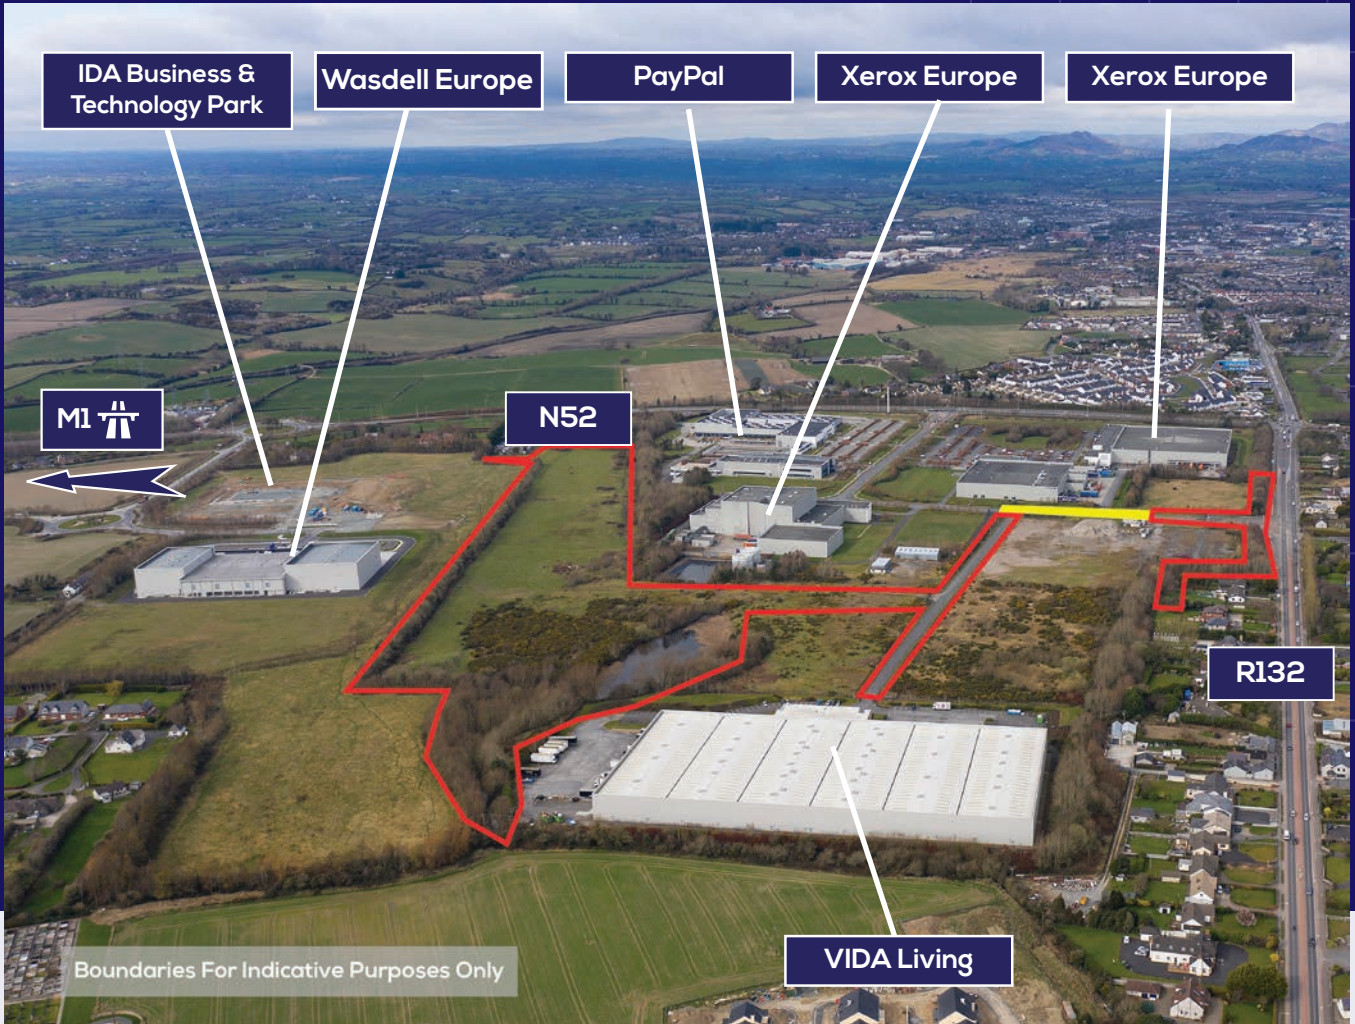 IDA Business &
Technology Park
Wasdell Europe
PayPal
Xerox Europe
Xerox Europe
M1
N52
R132
VIDA Living
Boundaries For Indicative Purposes Only